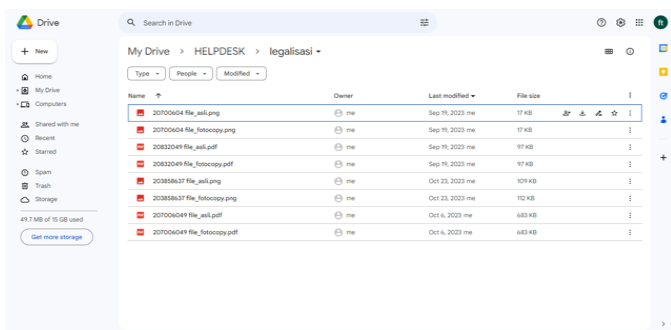 Drive
Search in Drive
ft
New
My Drive > HELPDESK > legalisasi
Type People Modified
Home
My Drive
Computers
Shared with me
Recent
Starred
Spam
Trash
Storage
49.7 MB of 15 GB used
Get more storage
Name Owner Last modified File size
20700604 file_asli.png me Sep 19, 2023 me 17 KB
20700604 file_fotocopy.png me Sep 19, 2023 me 17 KB
20832049 file_asli.pdf me Sep 19, 2023 me 97 KB
20832049 file_fotocopy.pdf me Sep 19, 2023 me 97 KB
203858637 file_asli.png me Oct 23, 2023 me 109 KB
203858637 file_fotocopy.png me Oct 23, 2023 me 112 KB
207006049 file_asli.pdf me Oct 6, 2023 me 683 KB
207006049 file_fotocopy.pdf me Oct 6, 2023 me 683 KB